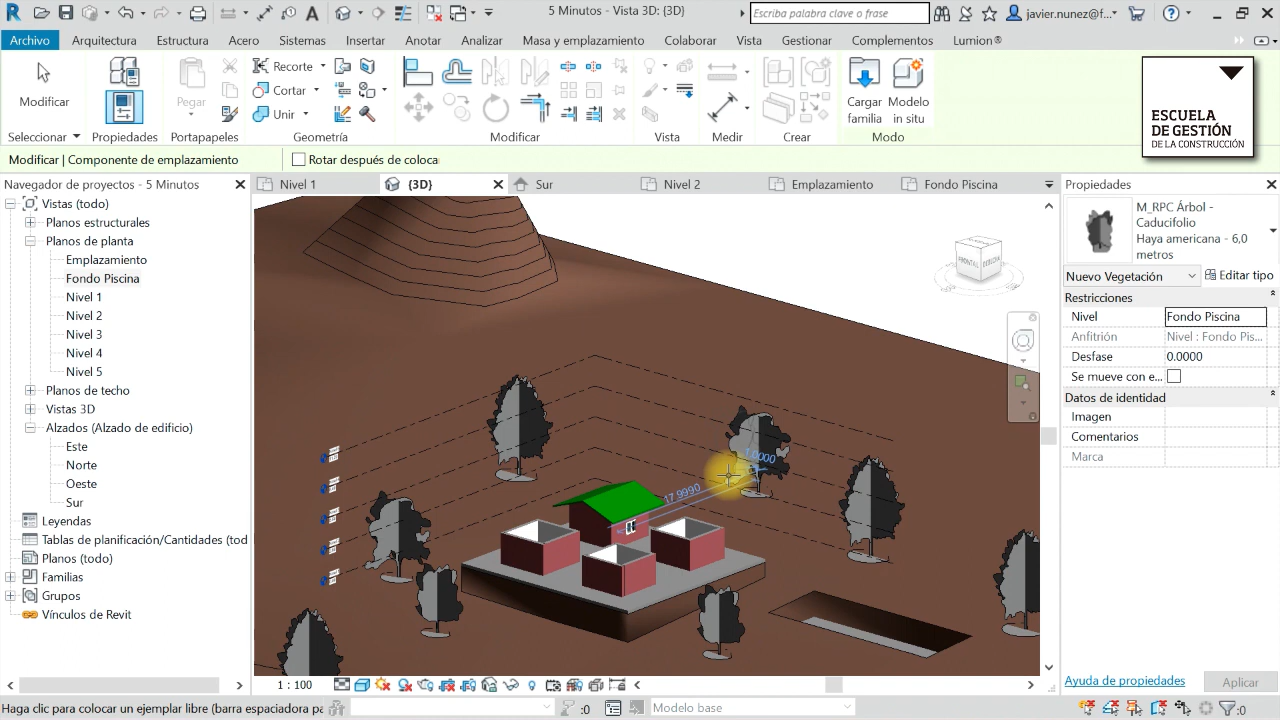 5 Minutos - Vista 3D: {3D}
Escriba palabra clave o frase
javier.nunez@f...
Archivo Arquitectura Estructura Acero Sistemas Insertar Anotar Analizar Masa y emplazamiento Colaborar Vista Gestionar Complementos Lumion®
Modificar
Pegar
Recorte
Cortar
Unir
Cargar familia
Modelo in situ
Seleccionar Propiedades Portapapeles Geometría Modificar Vista Medir Crear Modo
ESCUELA
DE GESTIÓN
DE LA CONSTRUCCIÓN
Modificar | Componente de emplazamiento
Rotar después de coloca
Navegador de proyectos - 5 Minutos
Nivel 1 {3D} Sur Nivel 2 Emplazamiento Fondo Piscina
Vistas (todo)
Planos estructurales
Planos de planta
Emplazamiento
Fondo Piscina
Nivel 1
Nivel 2
Nivel 3
Nivel 4
Nivel 5
Planos de techo
Vistas 3D
Alzados (Alzado de edificio)
Este
Norte
Oeste
Sur
Leyendas
Tablas de planificación/Cantidades (tod
Planos (todo)
Familias
Grupos
Vínculos de Revit
FRONTAL
1.0000
17.9990
Propiedades
M_RPC Árbol -
Caducifolio
Haya americana - 6,0
metros
Nuevo Vegetación
Editar tipo
Restricciones
Nivel Fondo Piscina
Anfitrión Nivel : Fondo Pis...
Desfase 0.0000
Se mueve con e...
Datos de identidad
Imagen
Comentarios
Marca
Ayuda de propiedades
Aplicar
1 : 100
Haga clic para colocar un ejemplar libre (barra espaciadora pa
:0
Modelo base
:0